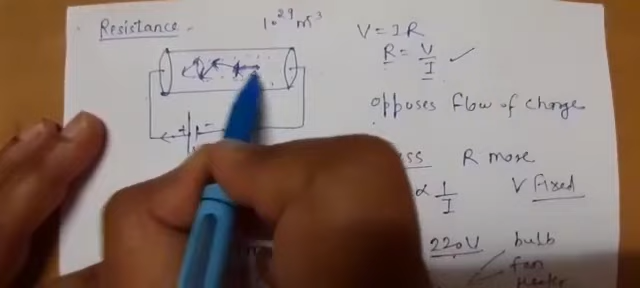 Resistance
10²⁹ m⁻³
V = IR
R = V/I
opposes flow of charge
R more
∝ 1/I
V Fixed
220V
bulb
fan